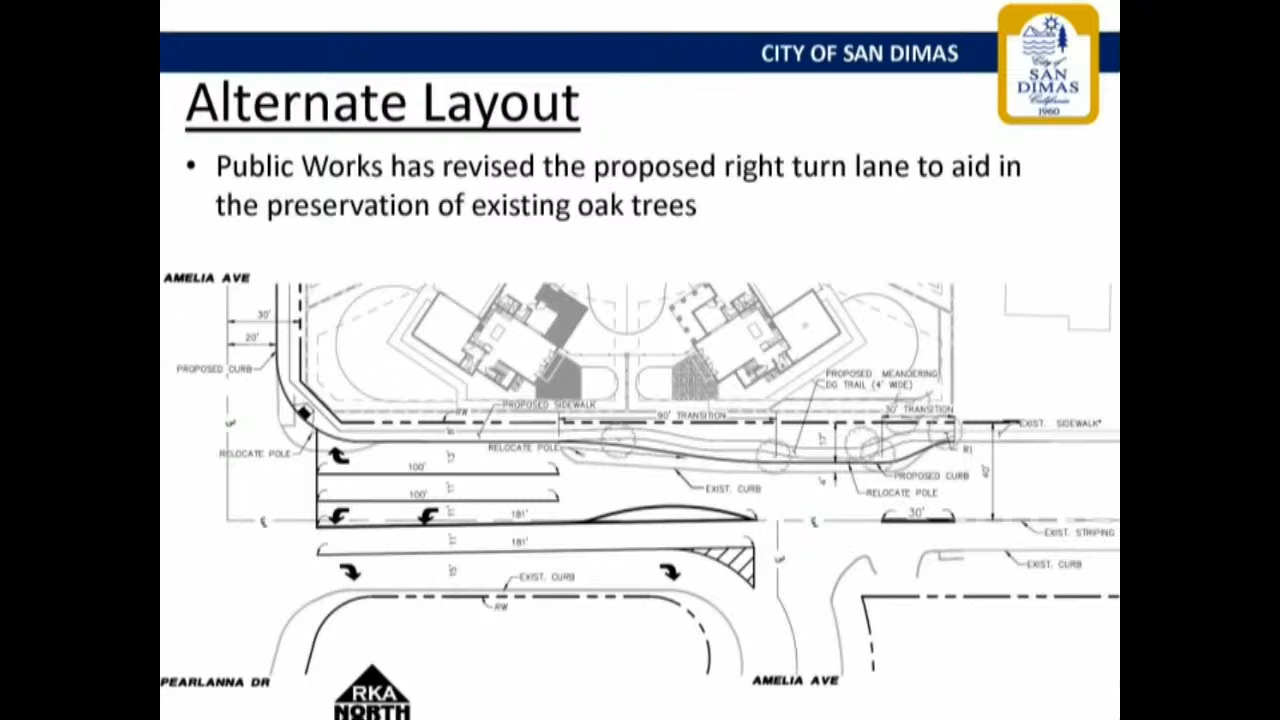 CITY OF SAN DIMAS
City of
SAN
DIMAS
California
1960
Alternate Layout
• Public Works has revised the proposed right turn lane to aid in
the preservation of existing oak trees
AMELIA AVE
30'
20'
PROPOSED CURB
PROPOSED MEANDERING
DG TRAIL (4' WIDE)
PROPOSED SIDEWALK
RW
90' TRANSITION
30' TRANSITION
EXIST. SIDEWALK
RELOCATE POLE
RELOCATE POLE
100'
EXIST. CURB
PROPOSED CURB
RELOCATE POLE
40'
100'
181'
30'
EXIST. STRIPING
181'
EXIST. CURB
EXIST. CURB
RW
PEARLANNA DR
AMELIA AVE
RKA
NORTH